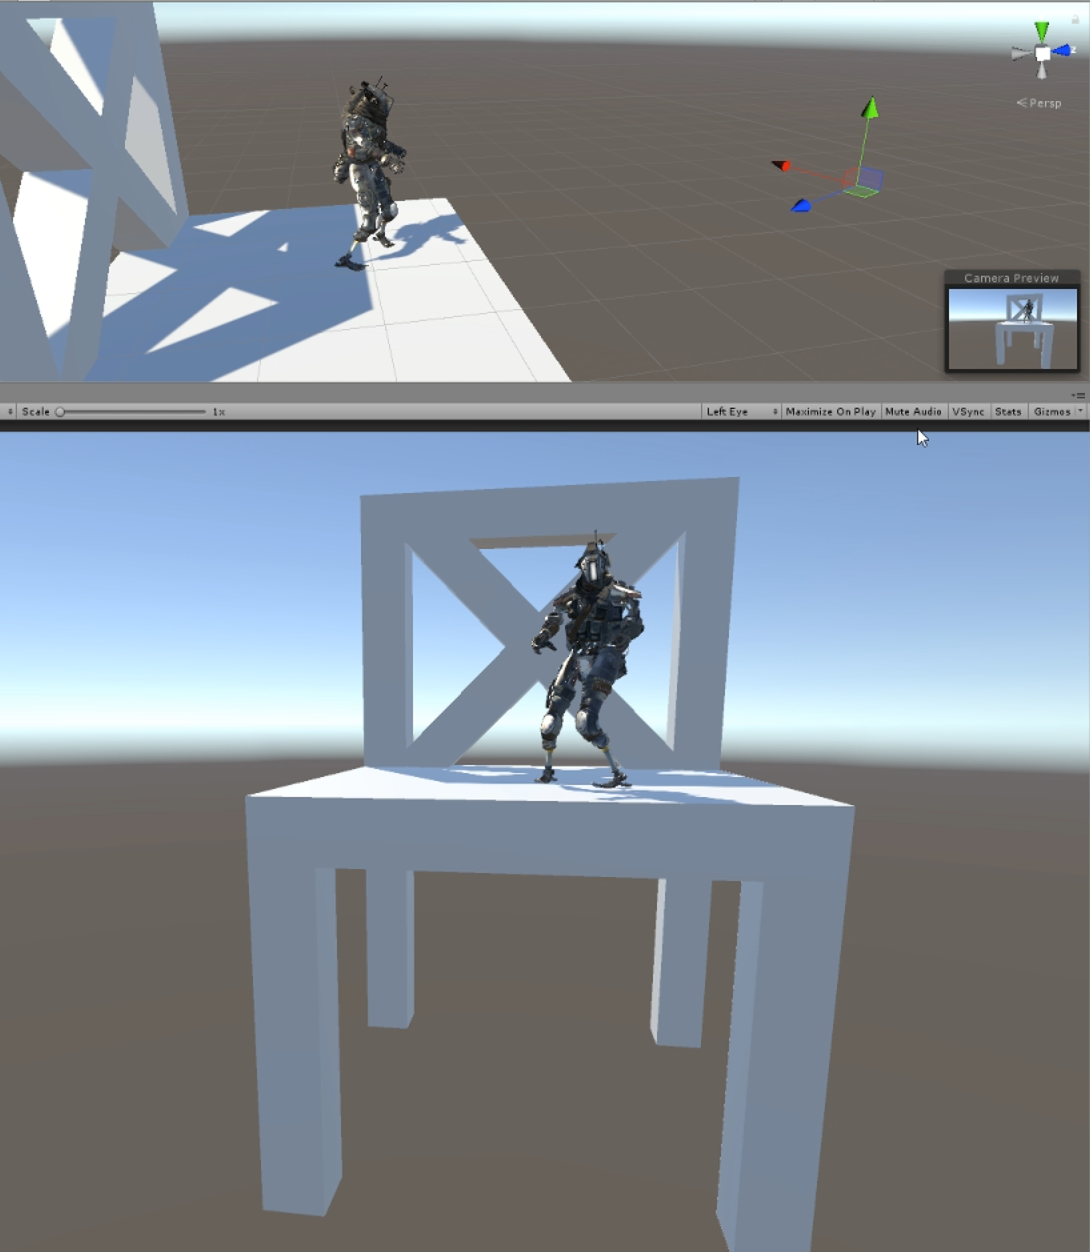 Persp
Camera Preview
Scale 1x Left Eye Maximize On Play Mute Audio VSync Stats Gizmos